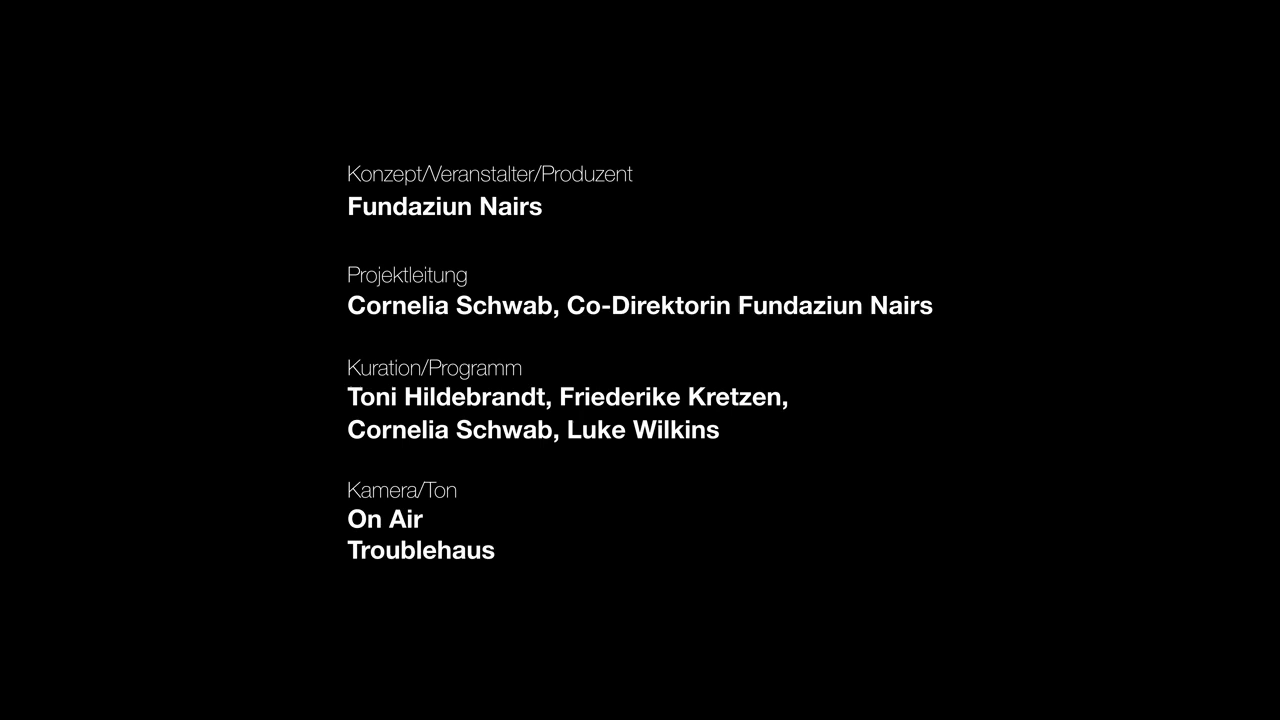 Konzept/Veranstalter/Produzent
Fundaziun Nairs
Projektleitung
Cornelia Schwab, Co-Direktorin Fundaziun Nairs
Kuration/Programm
Toni Hildebrandt, Friederike Kretzen,
Cornelia Schwab, Luke Wilkins
Kamera/Ton
On Air
Troublehaus